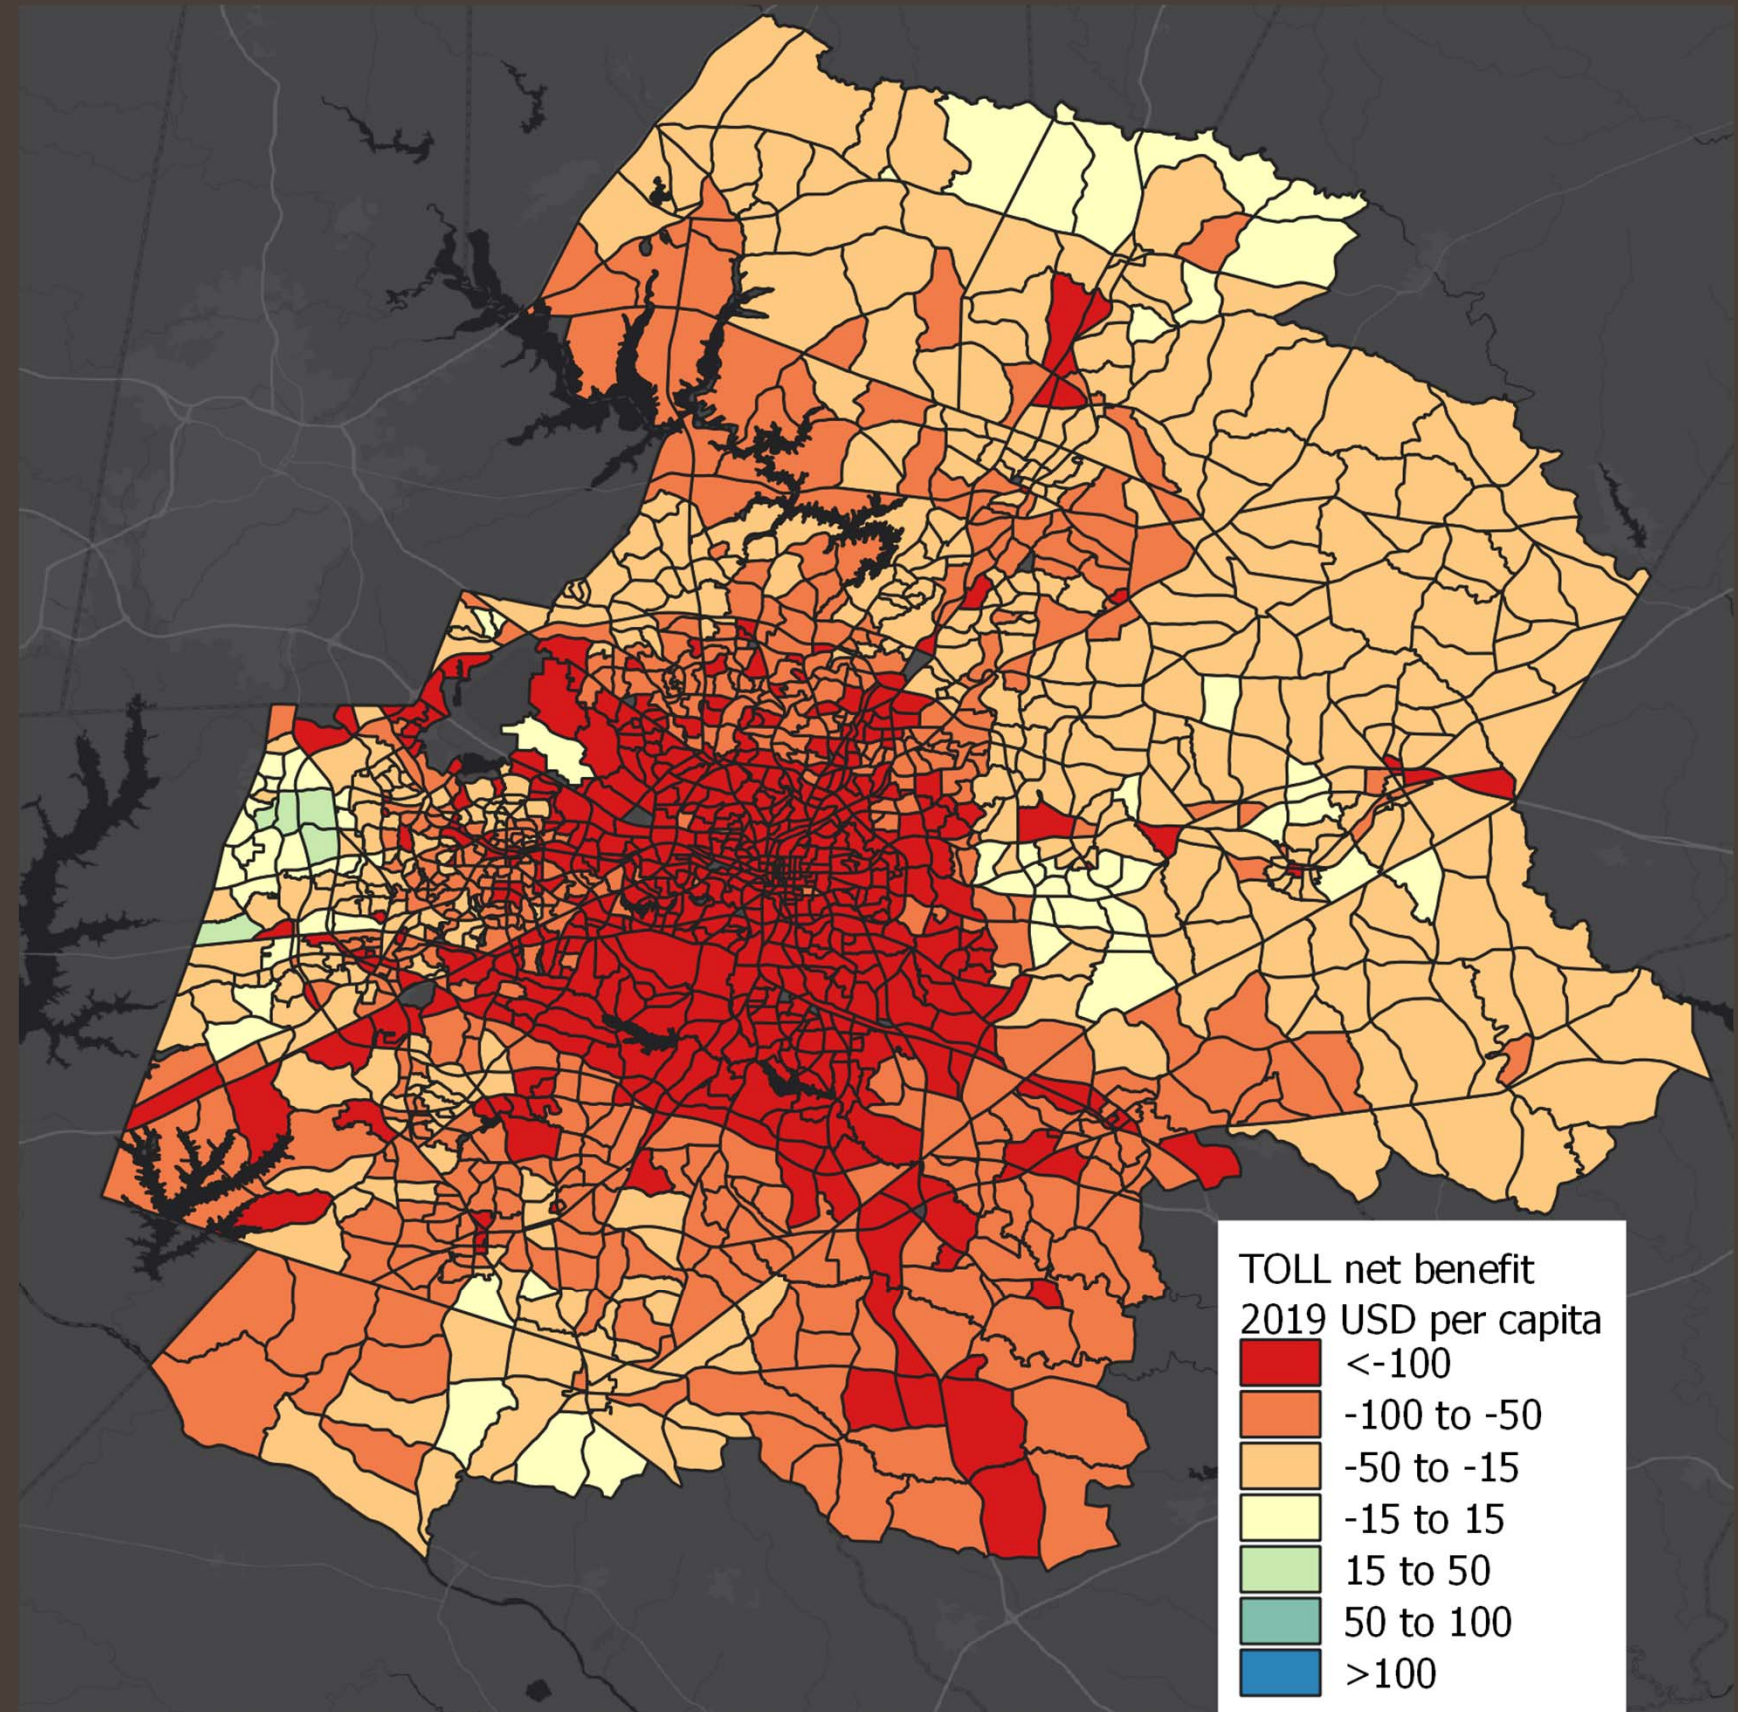 TOLL net benefit
2019 USD per capita
<-100
-100 to -50
-50 to -15
-15 to 15
15 to 50
50 to 100
>100